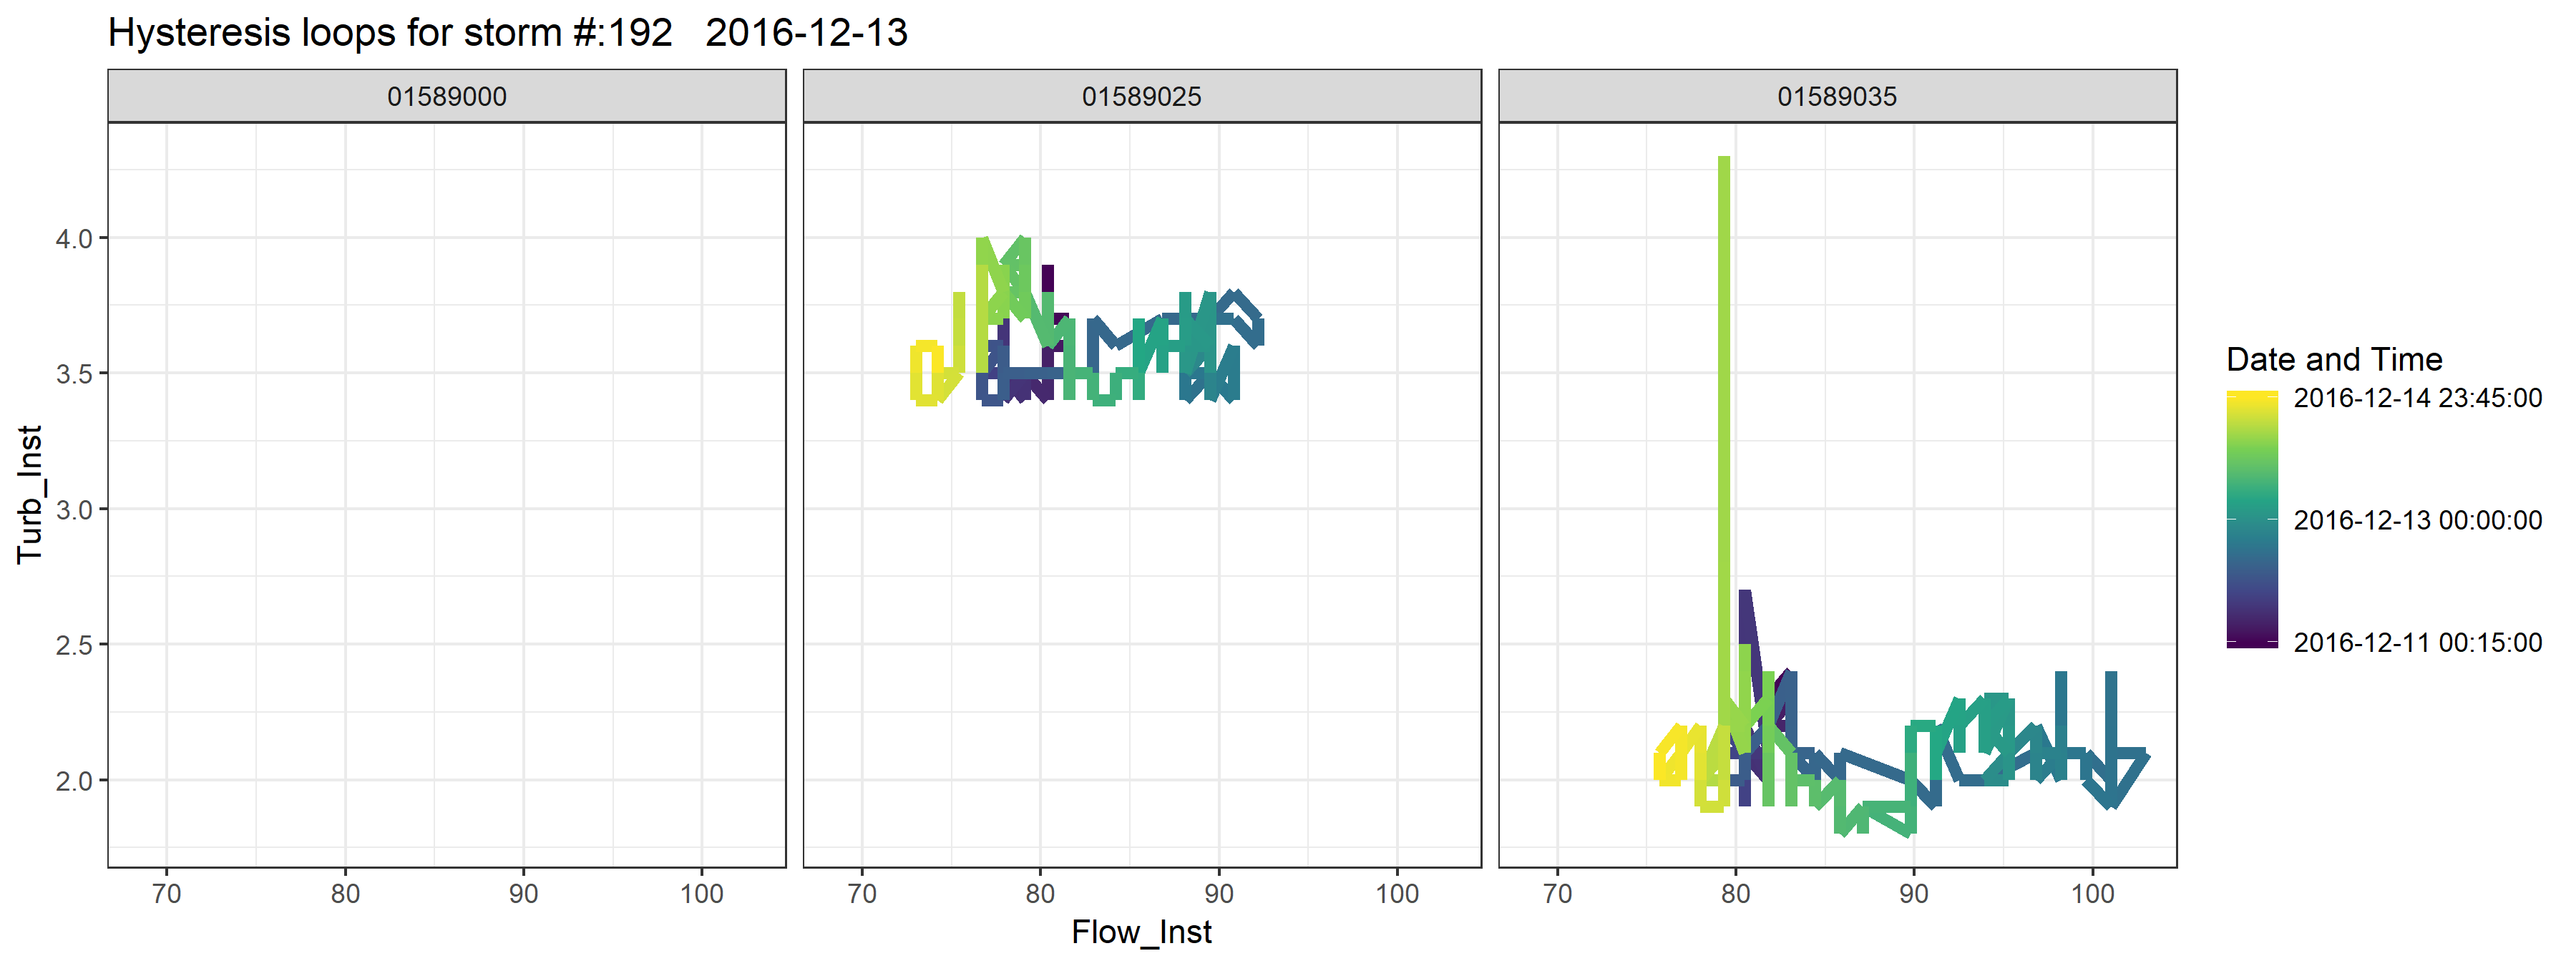 Hysteresis loops for storm #:192   2016-12-13
01589000
01589025
01589035
4.0
3.5
3.0
2.5
2.0
Turb_Inst
70 80 90 100
70 80 90 100
70 80 90 100
Flow_Inst
Date and Time
2016-12-14 23:45:00
2016-12-13 00:00:00
2016-12-11 00:15:00